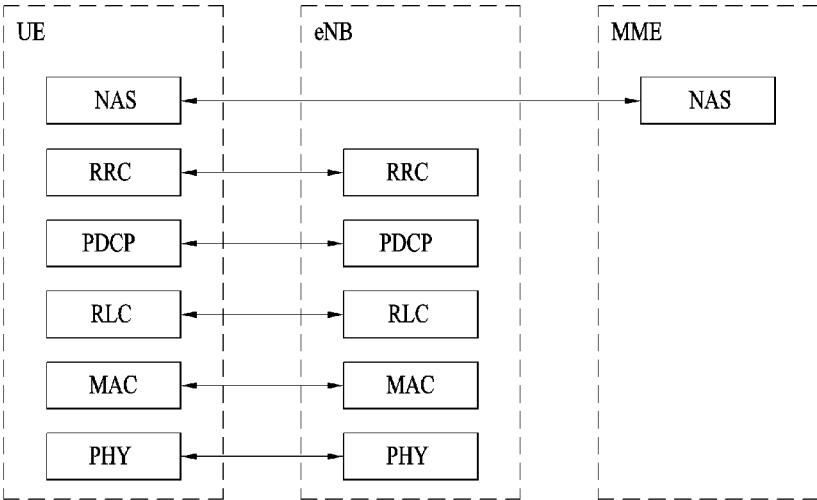 UE eNB MME
NAS NAS
RRC RRC
PDCP PDCP
RLC RLC
MAC MAC
PHY PHY